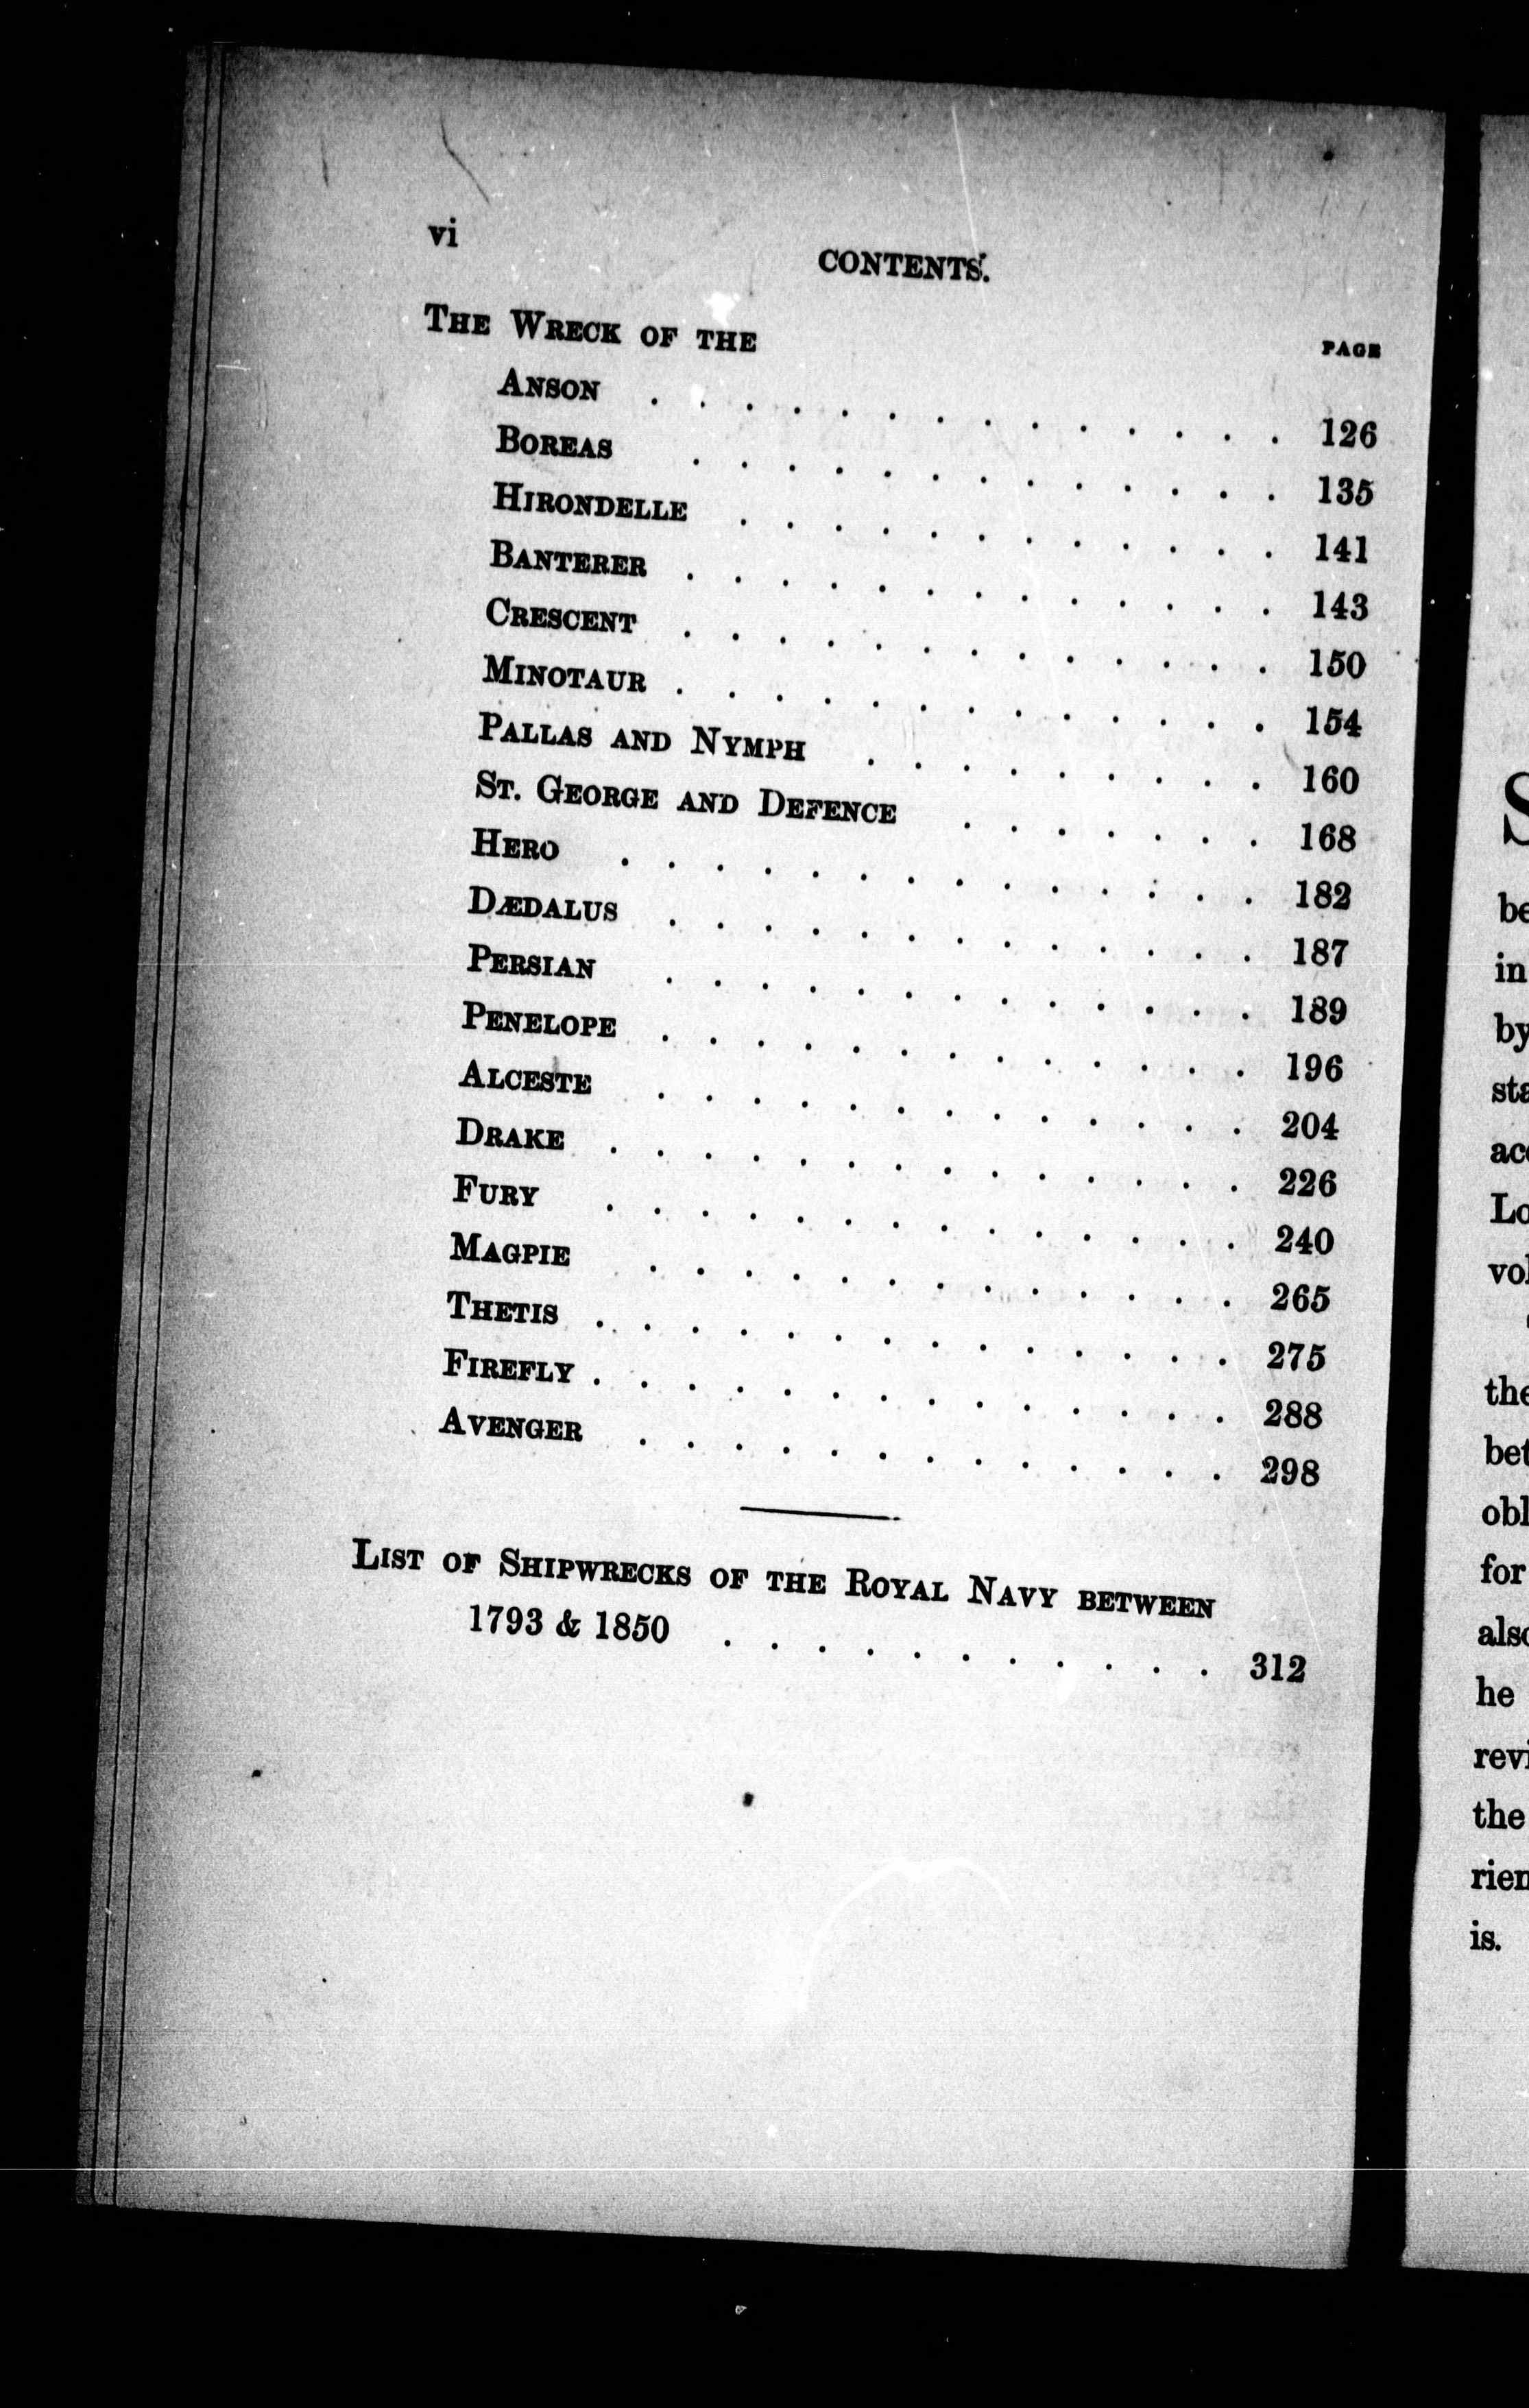 vi
CONTENTS.
THE WRECK OF THE
PAGE
ANSON . . . . . . . . . . . . . . 126
BOREAS . . . . . . . . . . . . . 135
HIRONDELLE . . . . . . . . . . . . 141
BANTERER . . . . . . . . . . . . . 143
CRESCENT . . . . . . . . . . . . . 150
MINOTAUR . . . . . . . . . . . . . 154
PALLAS AND NYMPH . . . . . . . . . 160
ST. GEORGE AND DEFENCE . . . . . . . 168
HERO . . . . . . . . . . . . . . 182
DÆDALUS . . . . . . . . . . . . . 187
PERSIAN . . . . . . . . . . . . . 189
PENELOPE . . . . . . . . . . . . . 196
ALCESTE . . . . . . . . . . . . . 204
DRAKE . . . . . . . . . . . . . . 226
FURY . . . . . . . . . . . . . . 240
MAGPIE . . . . . . . . . . . . . 265
THETIS . . . . . . . . . . . . . . 275
FIREFLY . . . . . . . . . . . . . . 288
AVENGER . . . . . . . . . . . . . 298
LIST OF SHIPWRECKS OF THE ROYAL NAVY BETWEEN
1793 & 1850 . . . . . . . . . . . 312
S
be
in
by
sta
acc
Lo
vol
the
bet
obl
for
also
he
revi
the
rien
is.